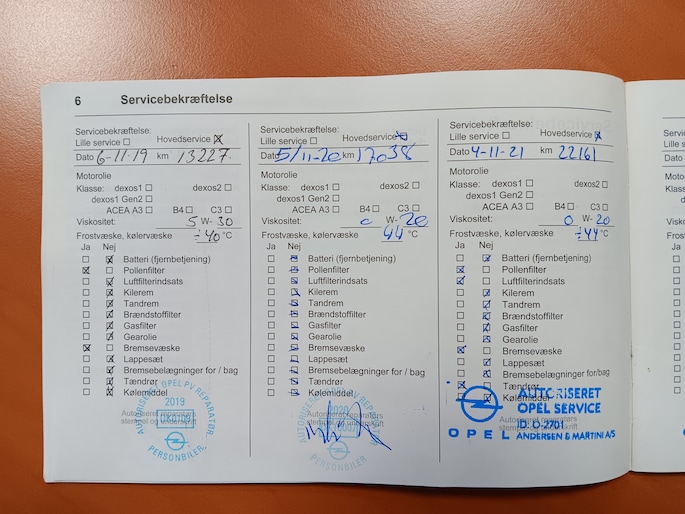 6 Servicebekræftelse
Servicebekræftelse:
Lille service Hovedservice
Dato 6-11-19 km 13227.
Motorolie
Klasse: dexos1 dexos2
dexos1 Gen2
ACEA A3 B4 C3
Viskositet: 5 W- 30
Frostvæske, kølervæske ÷40 °C
Ja Nej
Batteri (fjernbetjening)
Pollenfilter
Luftfilterindsats
Kilerem
Tandrem
Brændstoffilter
Gasfilter
Gearolie
Bremsevæske
Lappesæt
Bremsebelægninger for / bag
Tændrør
Kølemiddel
AUTORISERET OPEL PV REPARATØR
2019
PERSONBILER
Servicebekræftelse:
Lille service Hovedservice
Dato 5/11-20 km 17038
Motorolie
Klasse: dexos1 dexos2
dexos1 Gen2
ACEA A3 B4 C3
Viskositet: 0 W- 20
Frostvæske, kølervæske 44 °C
Ja Nej
Batteri (fjernbetjening)
Pollenfilter
Luftfilterindsats
Kilerem
Tandrem
Brændstoffilter
Gasfilter
Gearolie
Bremsevæske
Lappesæt
Bremsebelægninger for / bag
Tændrør
Kølemiddel
PERSONBILER
Servicebekræftelse:
Lille service Hovedservice
Dato 4-11-21 km 22161
Motorolie
Klasse: dexos1 dexos2
dexos1 Gen2
ACEA A3 B4 C3
Viskositet: 0 W- 20
Frostvæske, kølervæske ÷44 °C
Ja Nej
Batteri (fjernbetjening)
Pollenfilter
Luftfilterindsats
Kilerem
Tandrem
Brændstoffilter
Gasfilter
Gearolie
Bremsevæske
Lappesæt
Bremsebelægninger for/bag
Tændrør
Kølemiddel
AUTORISERET
OPEL SERVICE
ID: D-2701
OPEL ANDERSEN & MARTINI A/S